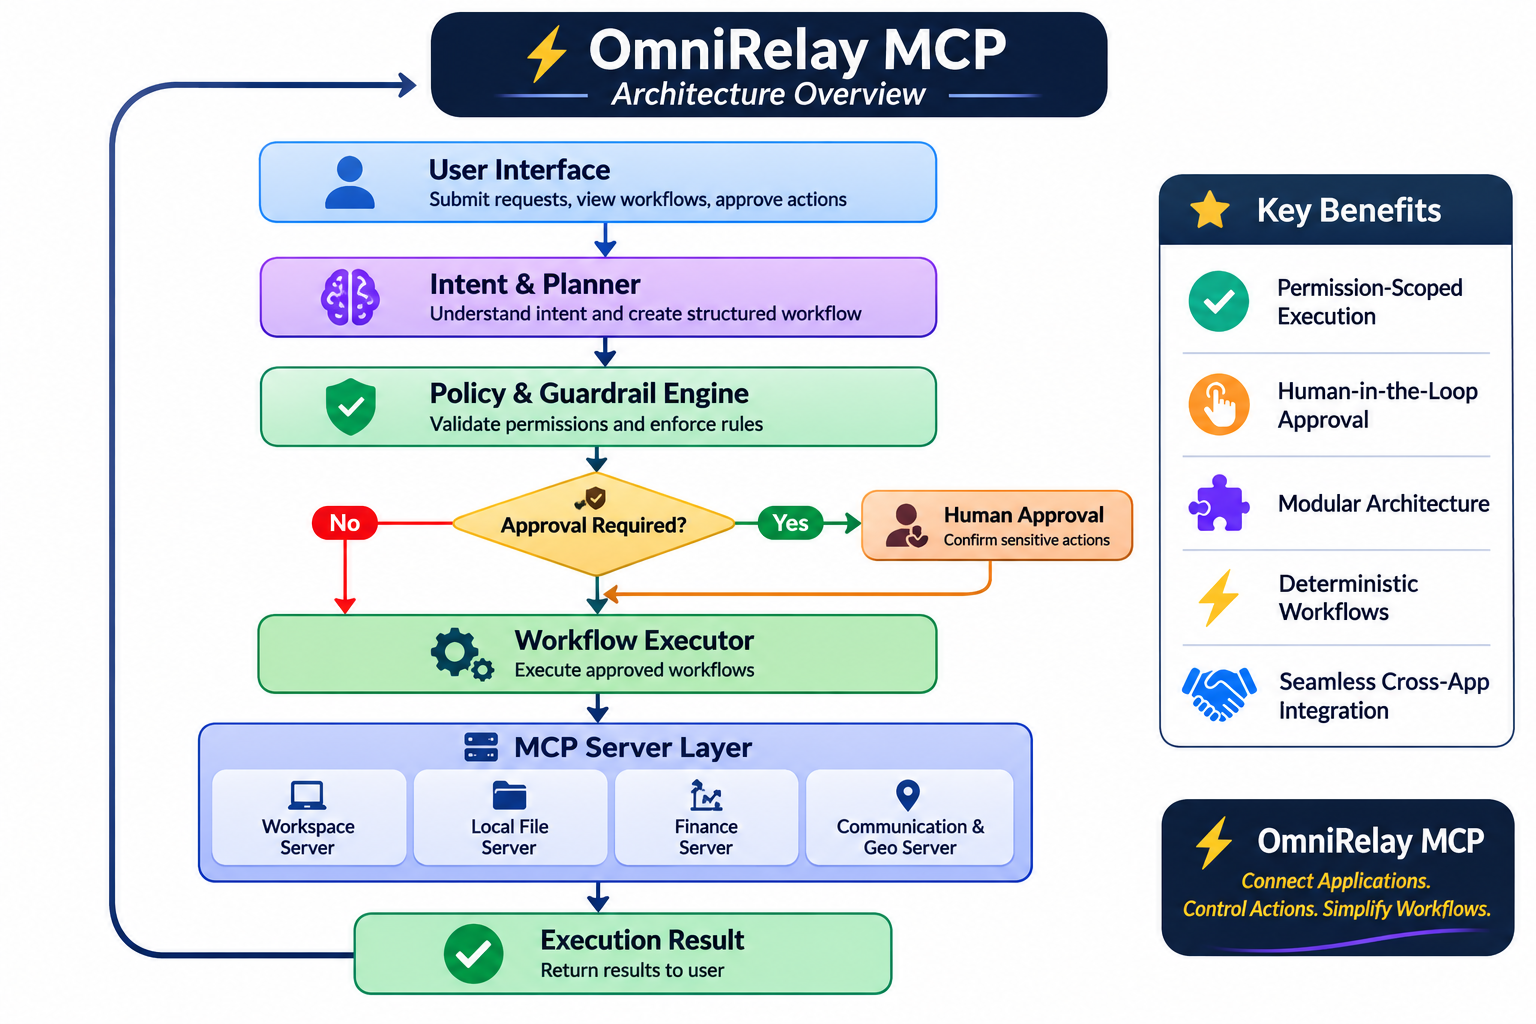 OmniRelay MCP
Architecture Overview
User Interface
Submit requests, view workflows, approve actions
Intent & Planner
Understand intent and create structured workflow
Policy & Guardrail Engine
Validate permissions and enforce rules
Approval Required?
No
Yes
Human Approval
Confirm sensitive actions
Workflow Executor
Execute approved workflows
MCP Server Layer
Workspace
Server
Local File
Server
Finance
Server
Communication &
Geo Server
Execution Result
Return results to user
Key Benefits
Permission-Scoped
Execution
Human-in-the-Loop
Approval
Modular Architecture
Deterministic
Workflows
Seamless Cross-App
Integration
OmniRelay MCP
Connect Applications.
Control Actions. Simplify Workflows.